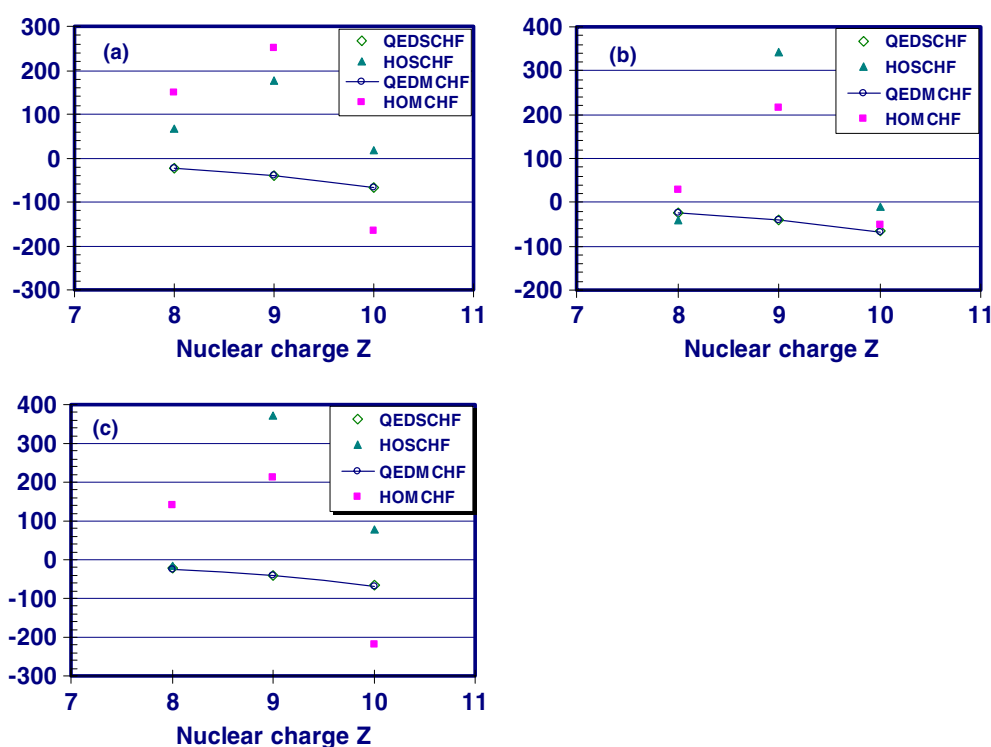 300
200
100
0
-100
-200
-300
(a)
QEDSCHF
HOSCHF
QEDMCHF
HOMCHF
7 8 9 10 11
Nuclear charge Z
400
300
200
100
0
-100
-200
(b)
QEDSCHF
HOSCHF
QEDMCHF
HOMCHF
7 8 9 10 11
Nuclear charge Z
400
300
200
100
0
-100
-200
-300
(c)
QEDSCHF
HOSCHF
QEDMCHF
HOMCHF
7 8 9 10 11
Nuclear charge Z